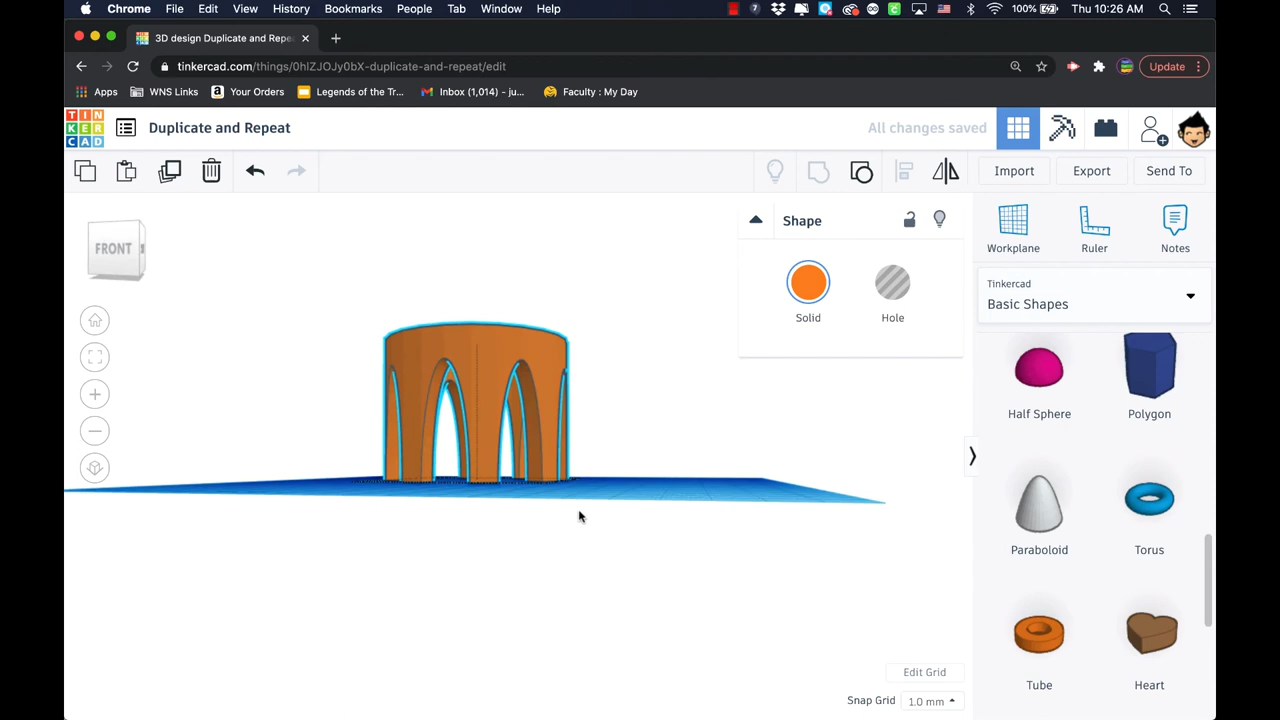 Chrome File Edit View History Bookmarks People Tab Window Help 7 100% Thu 10:26 AM
3D design Duplicate and Repe
tinkercad.com/things/0hlZJOJy0bX-duplicate-and-repeat/edit Update
Apps WNS Links Your Orders Legends of the Tr... Inbox (1,014) - ju... Faculty : My Day
TIN
KER
CAD
Duplicate and Repeat All changes saved
Import Export Send To
FRONT
Shape
Solid Hole
Workplane Ruler Notes
Tinkercad
Basic Shapes
Half Sphere Polygon
Paraboloid Torus
Tube Heart
Edit Grid
Snap Grid 1.0 mm